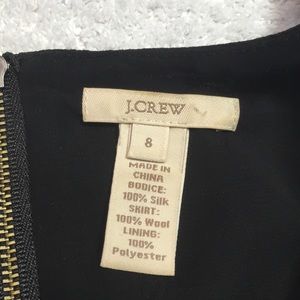 J.CREW
8
MADE IN
CHINA
BODICE:
100% Silk
SKIRT:
100% Wool
LINING:
100%
Polyester